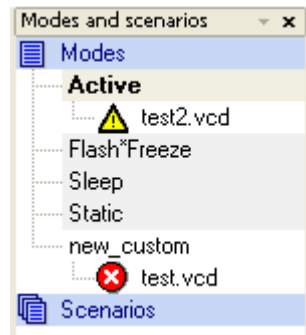 Modes and scenarios
Modes
Active
test2.vcd
Flash*Freeze
Sleep
Static
new_custom
test.vcd
Scenarios